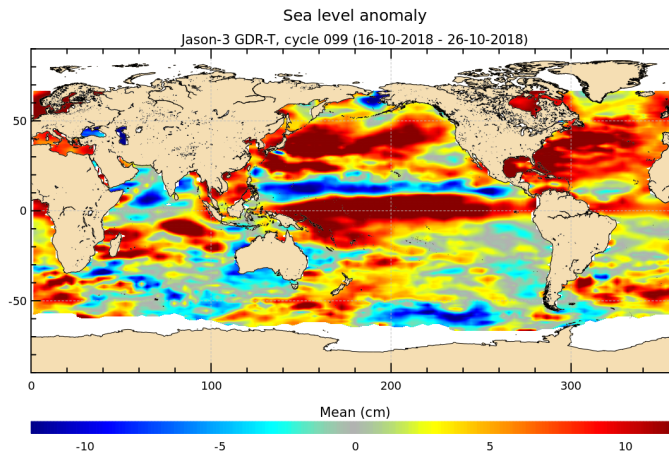 Sea level anomaly
Jason-3 GDR-T, cycle 099 (16-10-2018 - 26-10-2018)
50
0
-50
0 100 200 300
Mean (cm)
-10 -5 0 5 10